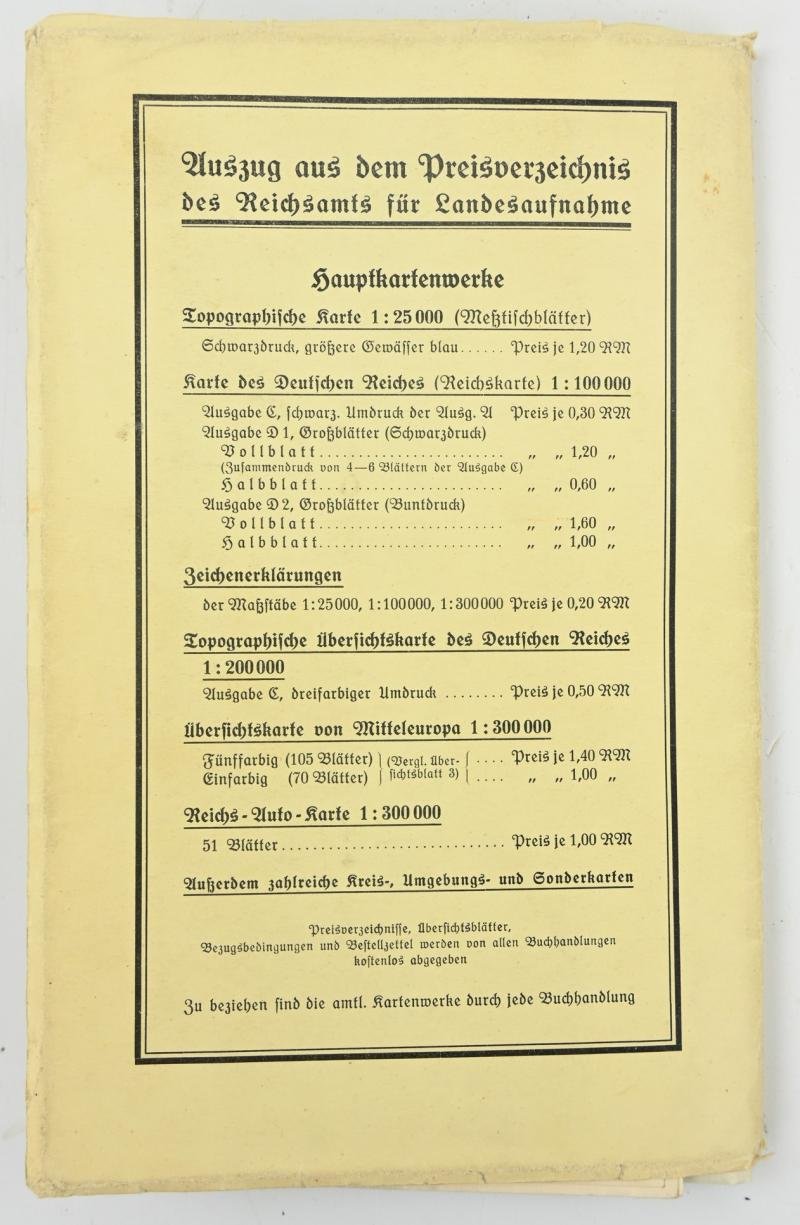 Auszug aus dem Preisverzeichnis
des Reichsamts für Landesaufnahme
Hauptkartenwerke
Topographische Karte 1:25000 (Meßtischblätter)
Schwarzdruck, größere Gewässer blau...... Preis je 1,20 RM
Karte des Deutschen Reiches (Reichskarte) 1:100000
Ausgabe C, schwarz. Umdruck der Ausg. A Preis je 0,30 RM
Ausgabe D 1, Großblätter (Schwarzdruck)
Vollblatt........................ „ „ 1,20 „
(Zusammendruck von 4—6 Blättern der Ausgabe C)
Halbblatt........................ „ „ 0,60 „
Ausgabe D 2, Großblätter (Buntdruck)
Vollblatt........................ „ „ 1,60 „
Halbblatt........................ „ „ 1,00 „
Zeichenerklärungen
der Maßstäbe 1:25000, 1:100000, 1:300000 Preis je 0,20 RM
Topographische Übersichtskarte des Deutschen Reiches
1:200000
Ausgabe C, dreifarbiger Umdruck ........ Preis je 0,50 RM
Übersichtskarte von Mitteleuropa 1:300000
Fünffarbig (105 Blätter) (Vergl. Über- .... Preis je 1,40 RM
Einfarbig (70 Blätter) sichtsblatt 3) .... „ „ 1,00 „
Reichs-Auto-Karte 1:300000
51 Blätter............................. Preis je 1,00 RM
Außerdem zahlreiche Kreis-, Umgebungs- und Sonderkarten
Preisverzeichnisse, Übersichtsblätter,
Bezugsbedingungen und Bestellzettel werden von allen Buchhandlungen
kostenlos abgegeben
Zu beziehen sind die amtl. Kartenwerke durch jede Buchhandlung